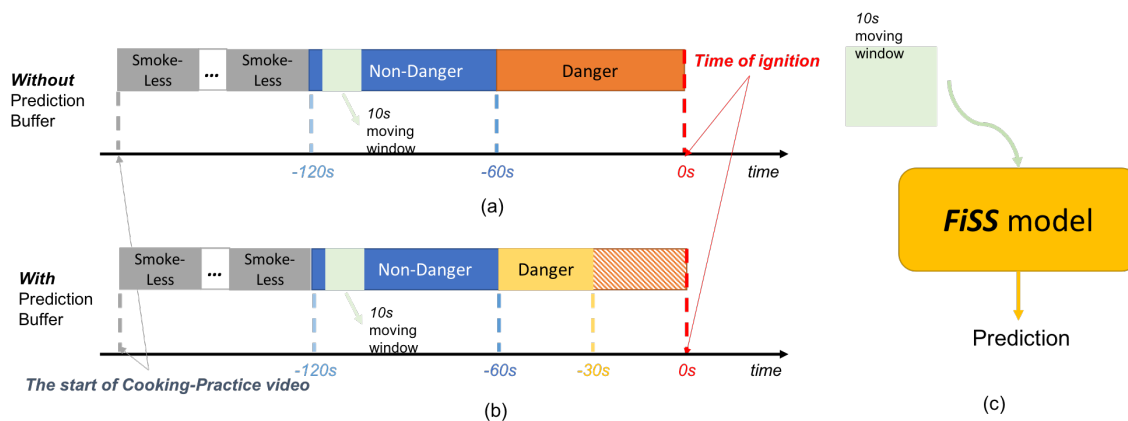 Smoke-
Less
...
Smoke-
Less
Non-Danger
Danger
Time of ignition
Without
Prediction
Buffer
10s
moving
window
-120s
-60s
0s
time
(a)
Smoke-
Less
...
Smoke-
Less
Non-Danger
Danger
With
Prediction
Buffer
10s
moving
window
-120s
-60s
-30s
0s
time
The start of Cooking-Practice video
(b)
10s
moving
window
FiSS model
Prediction
(c)